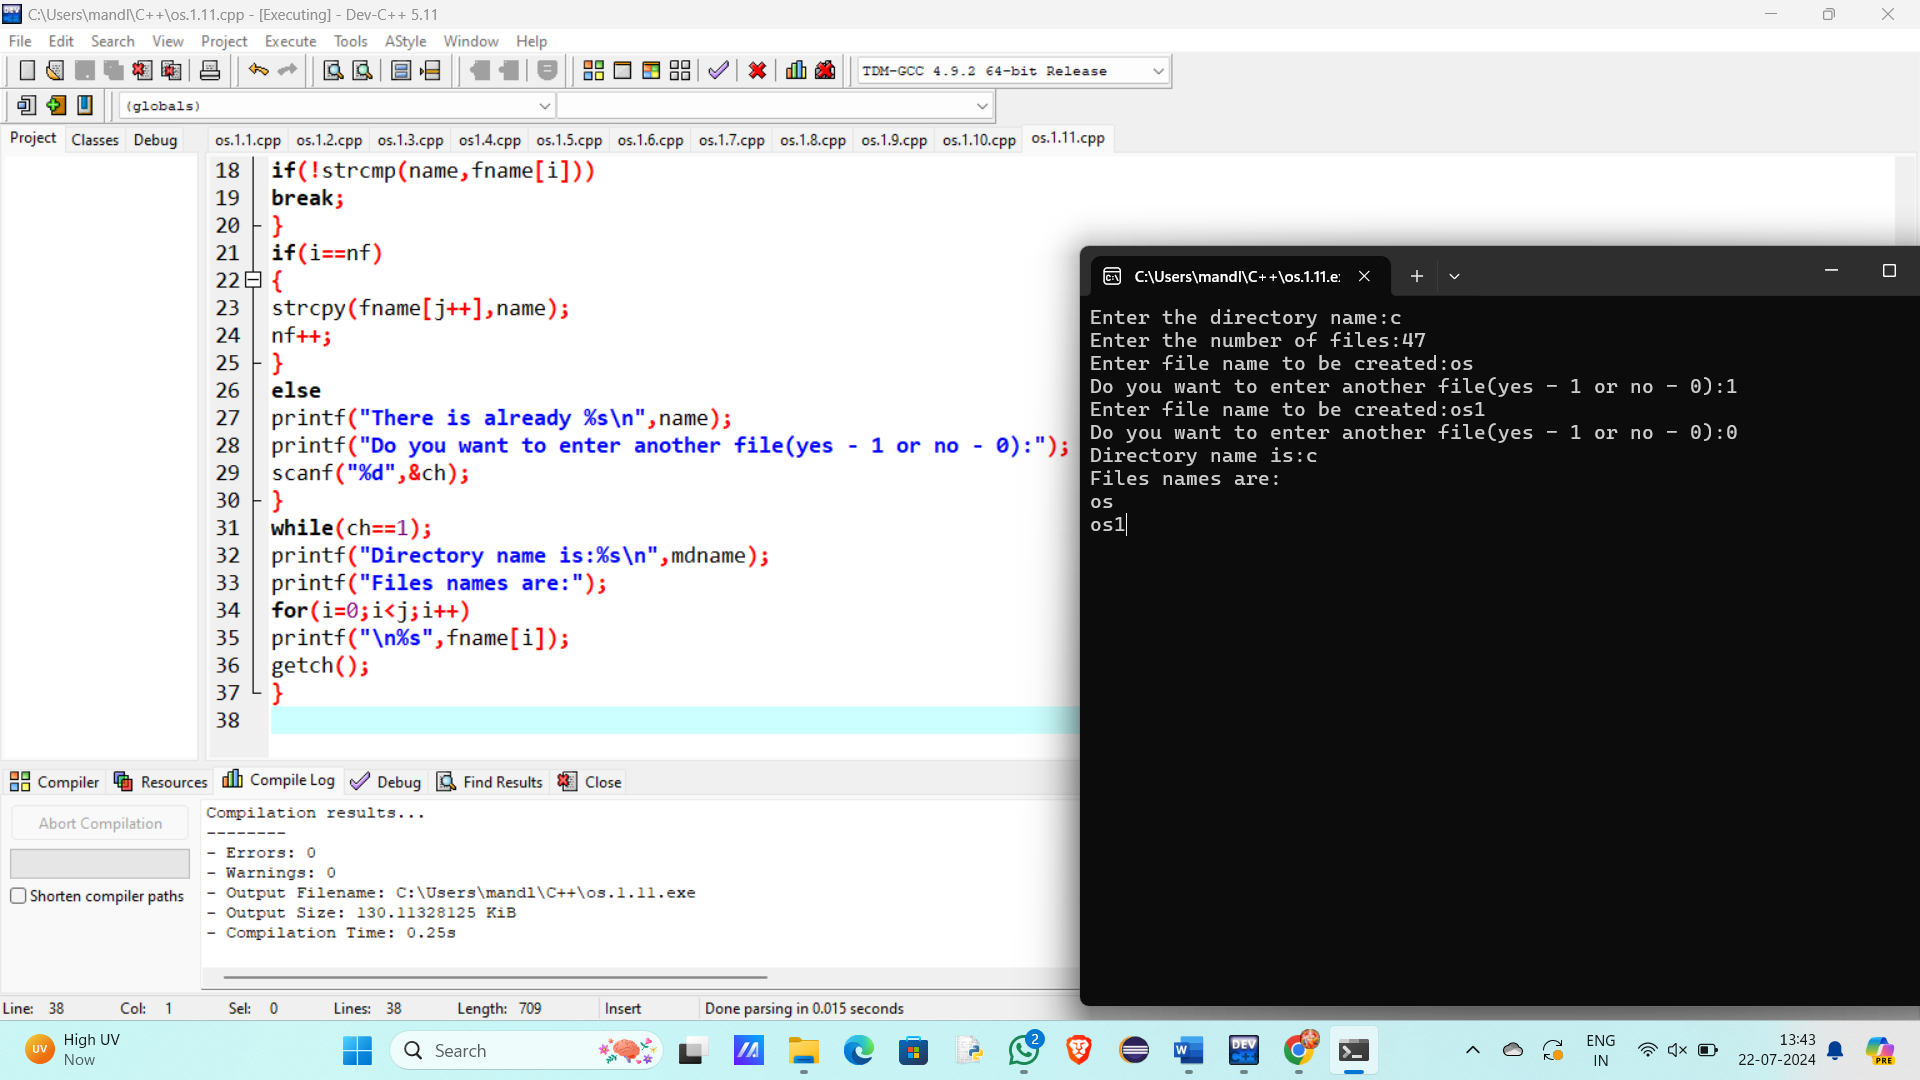 C:\Users\mandl\C++\os.1.11.cpp - [Executing] - Dev-C++ 5.11
File Edit Search View Project Execute Tools AStyle Window Help
TDM-GCC 4.9.2 64-bit Release
(globals)
Project Classes Debug
os.1.1.cpp os.1.2.cpp os.1.3.cpp os1.4.cpp os.1.5.cpp os.1.6.cpp os.1.7.cpp os.1.8.cpp os.1.9.cpp os.1.10.cpp os.1.11.cpp
18 if(!strcmp(name,fname[i]))
19 break;
20 }
21 if(i==nf)
22 {
23 strcpy(fname[j++],name);
24 nf++;
25 }
26 else
27 printf("There is already %s\n",name);
28 printf("Do you want to enter another file(yes - 1 or no - 0):");
29 scanf("%d",&ch);
30 }
31 while(ch==1);
32 printf("Directory name is:%s\n",mdname);
33 printf("Files names are:");
34 for(i=0;i<j;i++)
35 printf("\n%s",fname[i]);
36 getch();
37 }
38
C:\Users\mandl\C++\os.1.11.e
Enter the directory name:c
Enter the number of files:47
Enter file name to be created:os
Do you want to enter another file(yes - 1 or no - 0):1
Enter file name to be created:os1
Do you want to enter another file(yes - 1 or no - 0):0
Directory name is:c
Files names are:
os
os1
Compiler Resources Compile Log Debug Find Results Close
Abort Compilation
Shorten compiler paths
Compilation results...
--------
- Errors: 0
- Warnings: 0
- Output Filename: C:\Users\mandl\C++\os.1.11.exe
- Output Size: 130.11328125 KiB
- Compilation Time: 0.25s
Line: 38 Col: 1 Sel: 0 Lines: 38 Length: 709 Insert Done parsing in 0.015 seconds
UV
High UV
Now
Search
2
W
DEV
C++
ENG
IN
13:43
22-07-2024
PRE